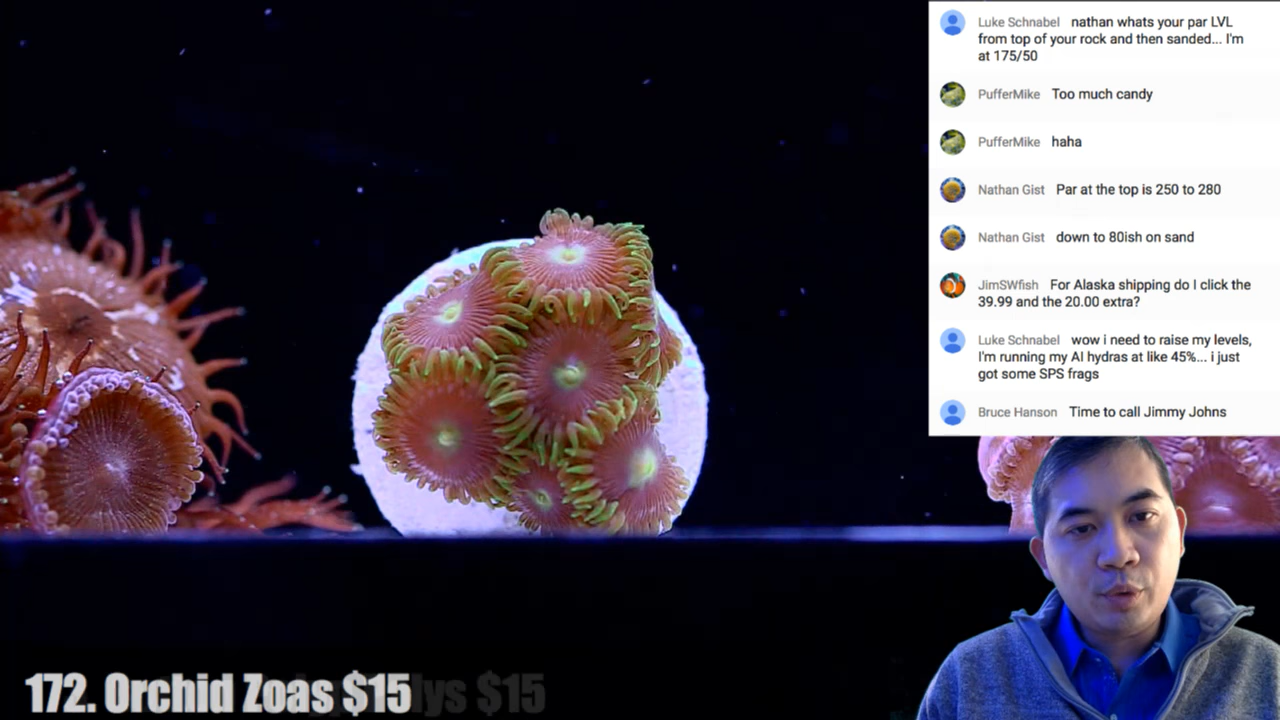 Luke Schnabel nathan whats your par LVL
from top of your rock and then sanded... I'm
at 175/50
PufferMike Too much candy
PufferMike haha
Nathan Gist Par at the top is 250 to 280
Nathan Gist down to 80ish on sand
JimSWfish For Alaska shipping do I click the
39.99 and the 20.00 extra?
Luke Schnabel wow i need to raise my levels,
I'm running my AI hydras at like 45%... i just
got some SPS frags
Bruce Hanson Time to call Jimmy Johns
172. Orchid Zoas $15 lys $15